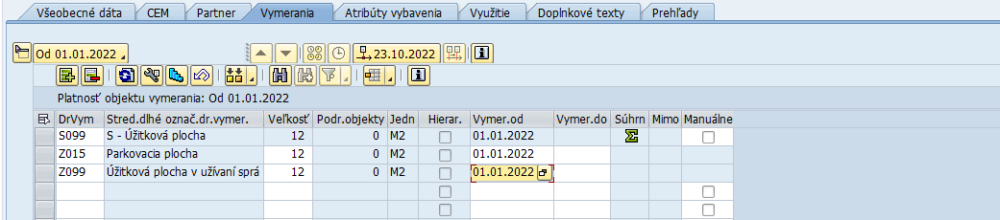 Všeobecné dáta CEM Partner Vymerania Atribúty vybavenia Využitie Doplnkové texty Prehľady
Od 01.01.2022 23.10.2022
Platnosť objektu vymerania: Od 01.01.2022
DrVym Stred.dlhé označ.dr.vymer. Veľkosť Podr.objekty Jedn Hierar. Vymer.od Vymer.do Súhrn Mimo Manuálne
S099 S - Úžitková plocha 12 0 M2 01.01.2022
Z015 Parkovacia plocha 12 0 M2 01.01.2022
Z099 Úžitková plocha v užívaní sprá 12 0 M2 01.01.2022